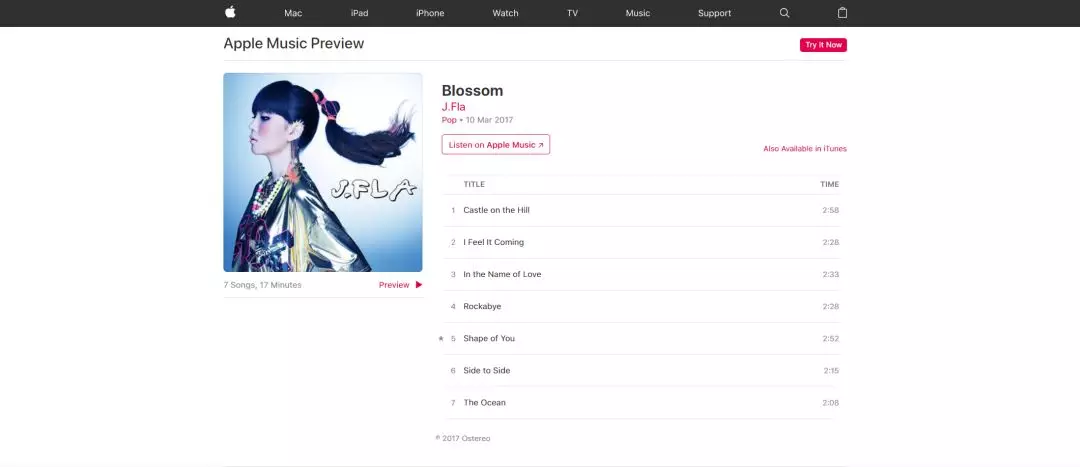 Mac iPad iPhone Watch TV Music Support
Apple Music Preview
Try It Now
J.FLA
7 Songs, 17 Minutes
Preview
Blossom
J.Fla
Pop • 10 Mar 2017
Listen on Apple Music ↗
Also Available in iTunes
TITLE TIME
1 Castle on the Hill 2:58
2 I Feel It Coming 2:28
3 In the Name of Love 2:33
4 Rockabye 2:28
★ 5 Shape of You 2:52
6 Side to Side 2:15
7 The Ocean 2:08
℗ 2017 Ostereo